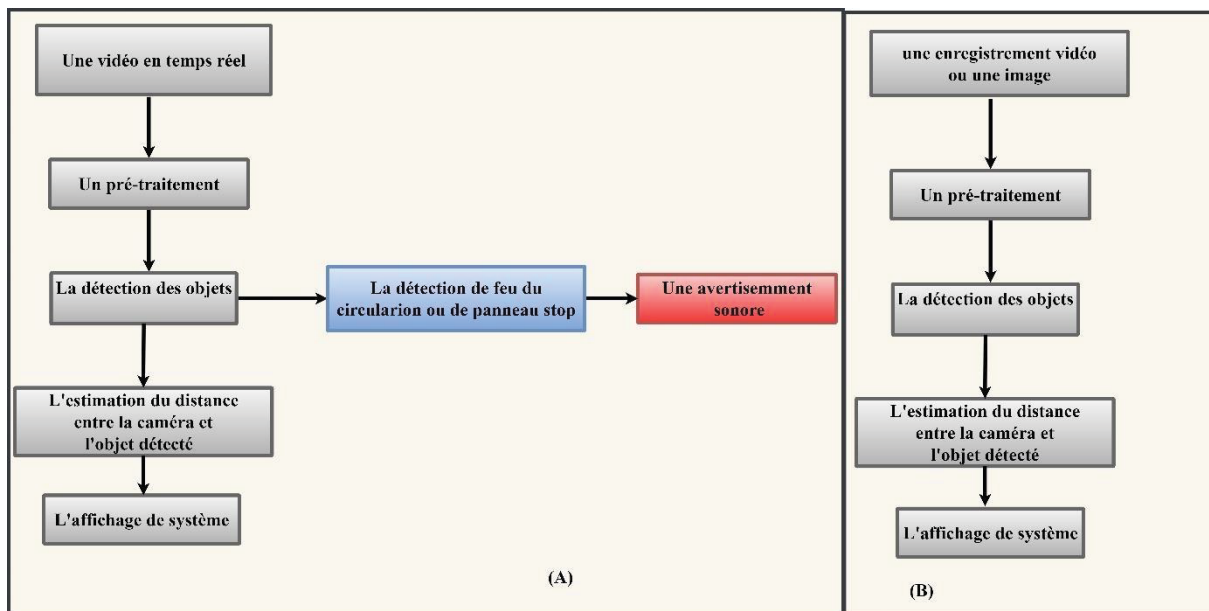 Une vidéo en temps réel
Un pré-traitement
La détection des objets
La détection de feu du
circularion ou de panneau stop
Une avertisemment
sonore
L'estimation du distance
entre la caméra et
l'objet détecté
L'affichage de système
(A)
une enregistrement vidéo
ou une image
Un pré-traitement
La détection des objets
L'estimation du distance
entre la caméra et
l'objet détecté
L'affichage de système
(B)